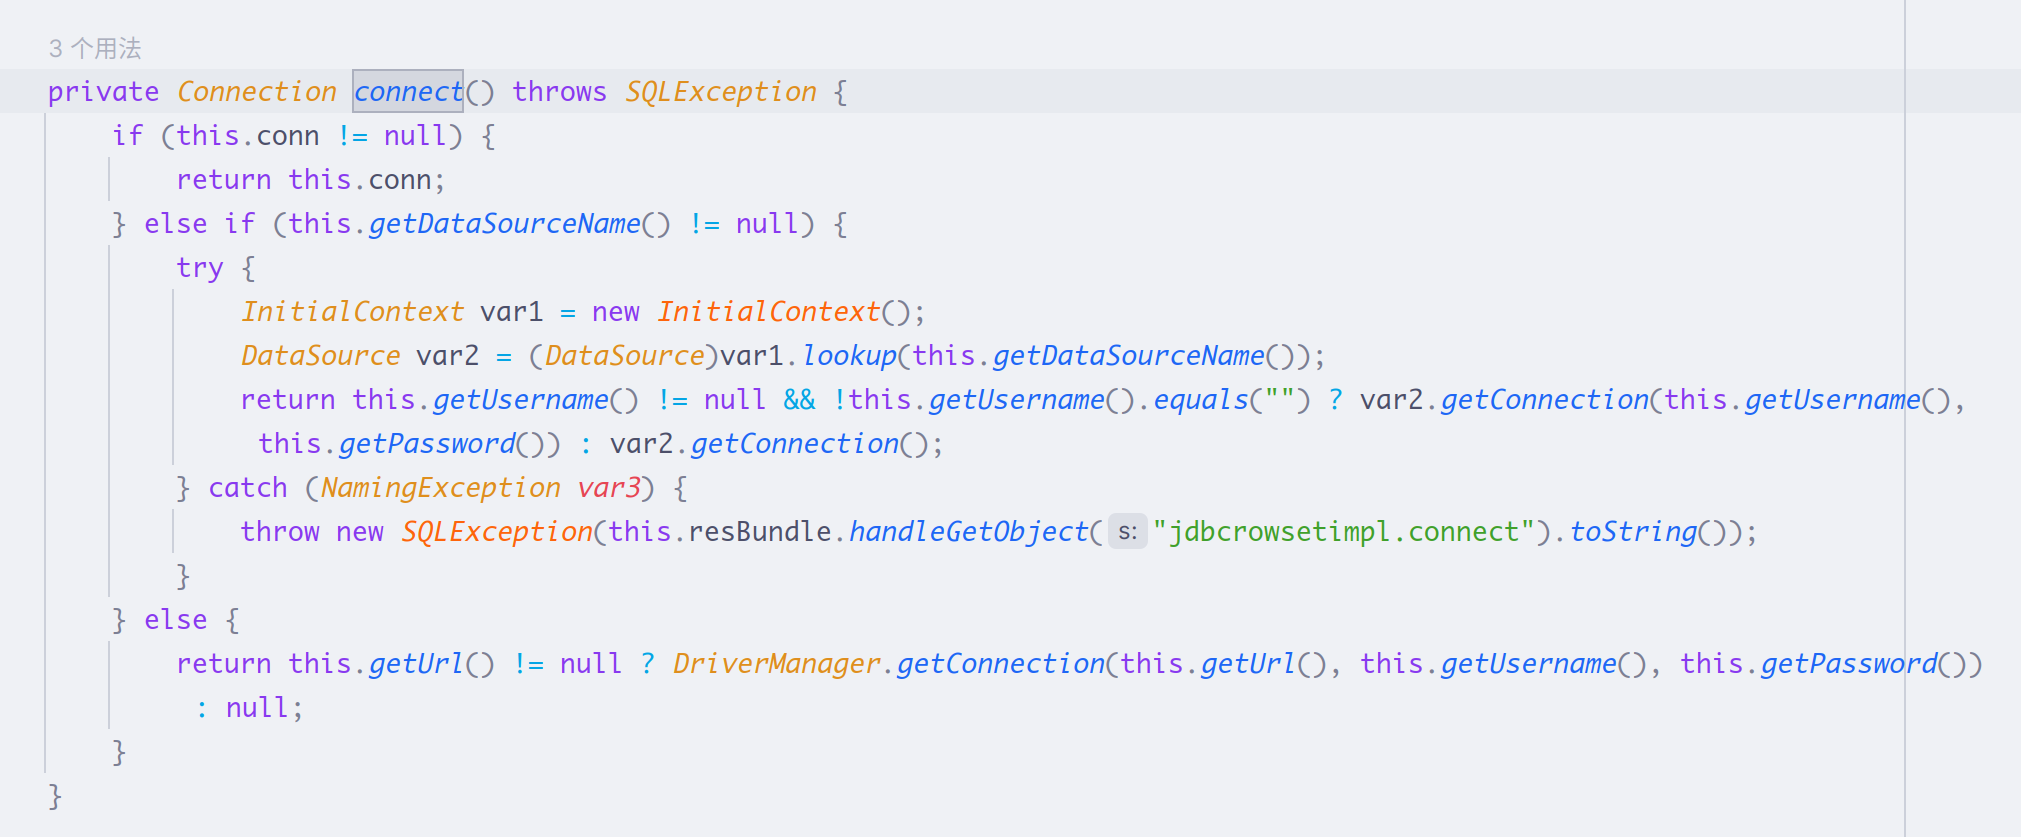 3 个用法
private Connection connect() throws SQLException {
if (this.conn != null) {
return this.conn;
} else if (this.getDataSourceName() != null) {
try {
InitialContext var1 = new InitialContext();
DataSource var2 = (DataSource)var1.lookup(this.getDataSourceName());
return this.getUsername() != null && !this.getUsername().equals("") ? var2.getConnection(this.getUsername(),
this.getPassword()) : var2.getConnection();
} catch (NamingException var3) {
throw new SQLException(this.resBundle.handleGetObject( s: "jdbcrowsetimpl.connect").toString());
}
} else {
return this.getUrl() != null ? DriverManager.getConnection(this.getUrl(), this.getUsername(), this.getPassword())
: null;
}
}